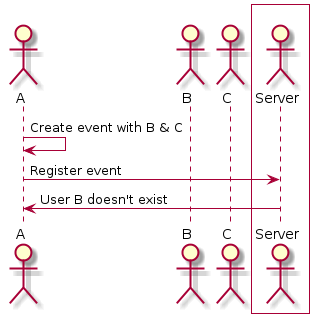 A B C Server
Create event with B & C
Register event
User B doesn't exist
A B C Server